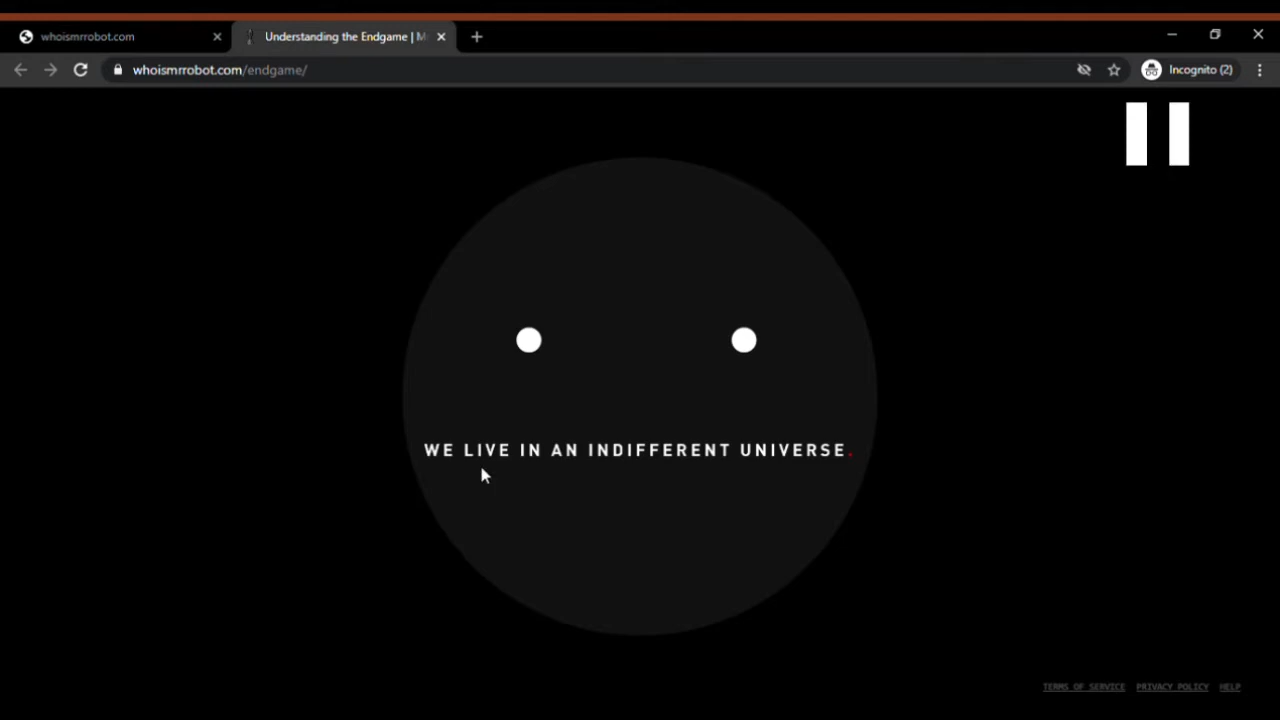 whoismrrobot.com
Understanding the Endgame | M
whoismrrobot.com/endgame/
Incognito (2)
WE LIVE IN AN INDIFFERENT UNIVERSE.
TERMS OF SERVICE PRIVACY POLICY HELP